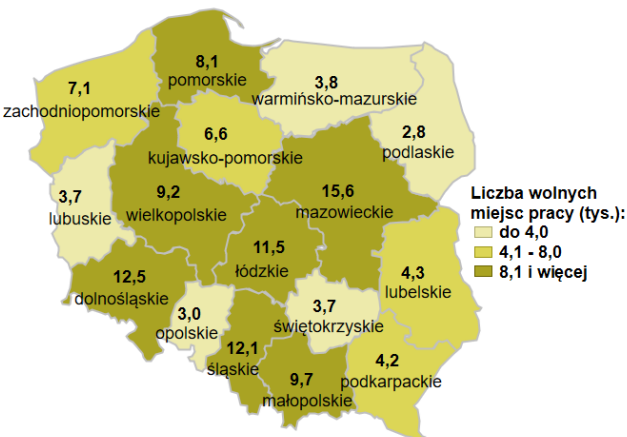 8,1
pomorskie
3,8
warmińsko-mazurskie
7,1
zachodniopomorskie
6,6
kujawsko-pomorskie
2,8
podlaskie
3,7
lubuskie
9,2
wielkopolskie
15,6
mazowieckie
Liczba wolnych
miejsc pracy (tys.):
do 4,0
4,1 - 8,0
8,1 i więcej
11,5
łódzkie
12,5
dolnośląskie
4,3
lubelskie
3,0
opolskie
3,7
świętokrzyskie
12,1
śląskie
9,7
małopolskie
4,2
podkarpackie